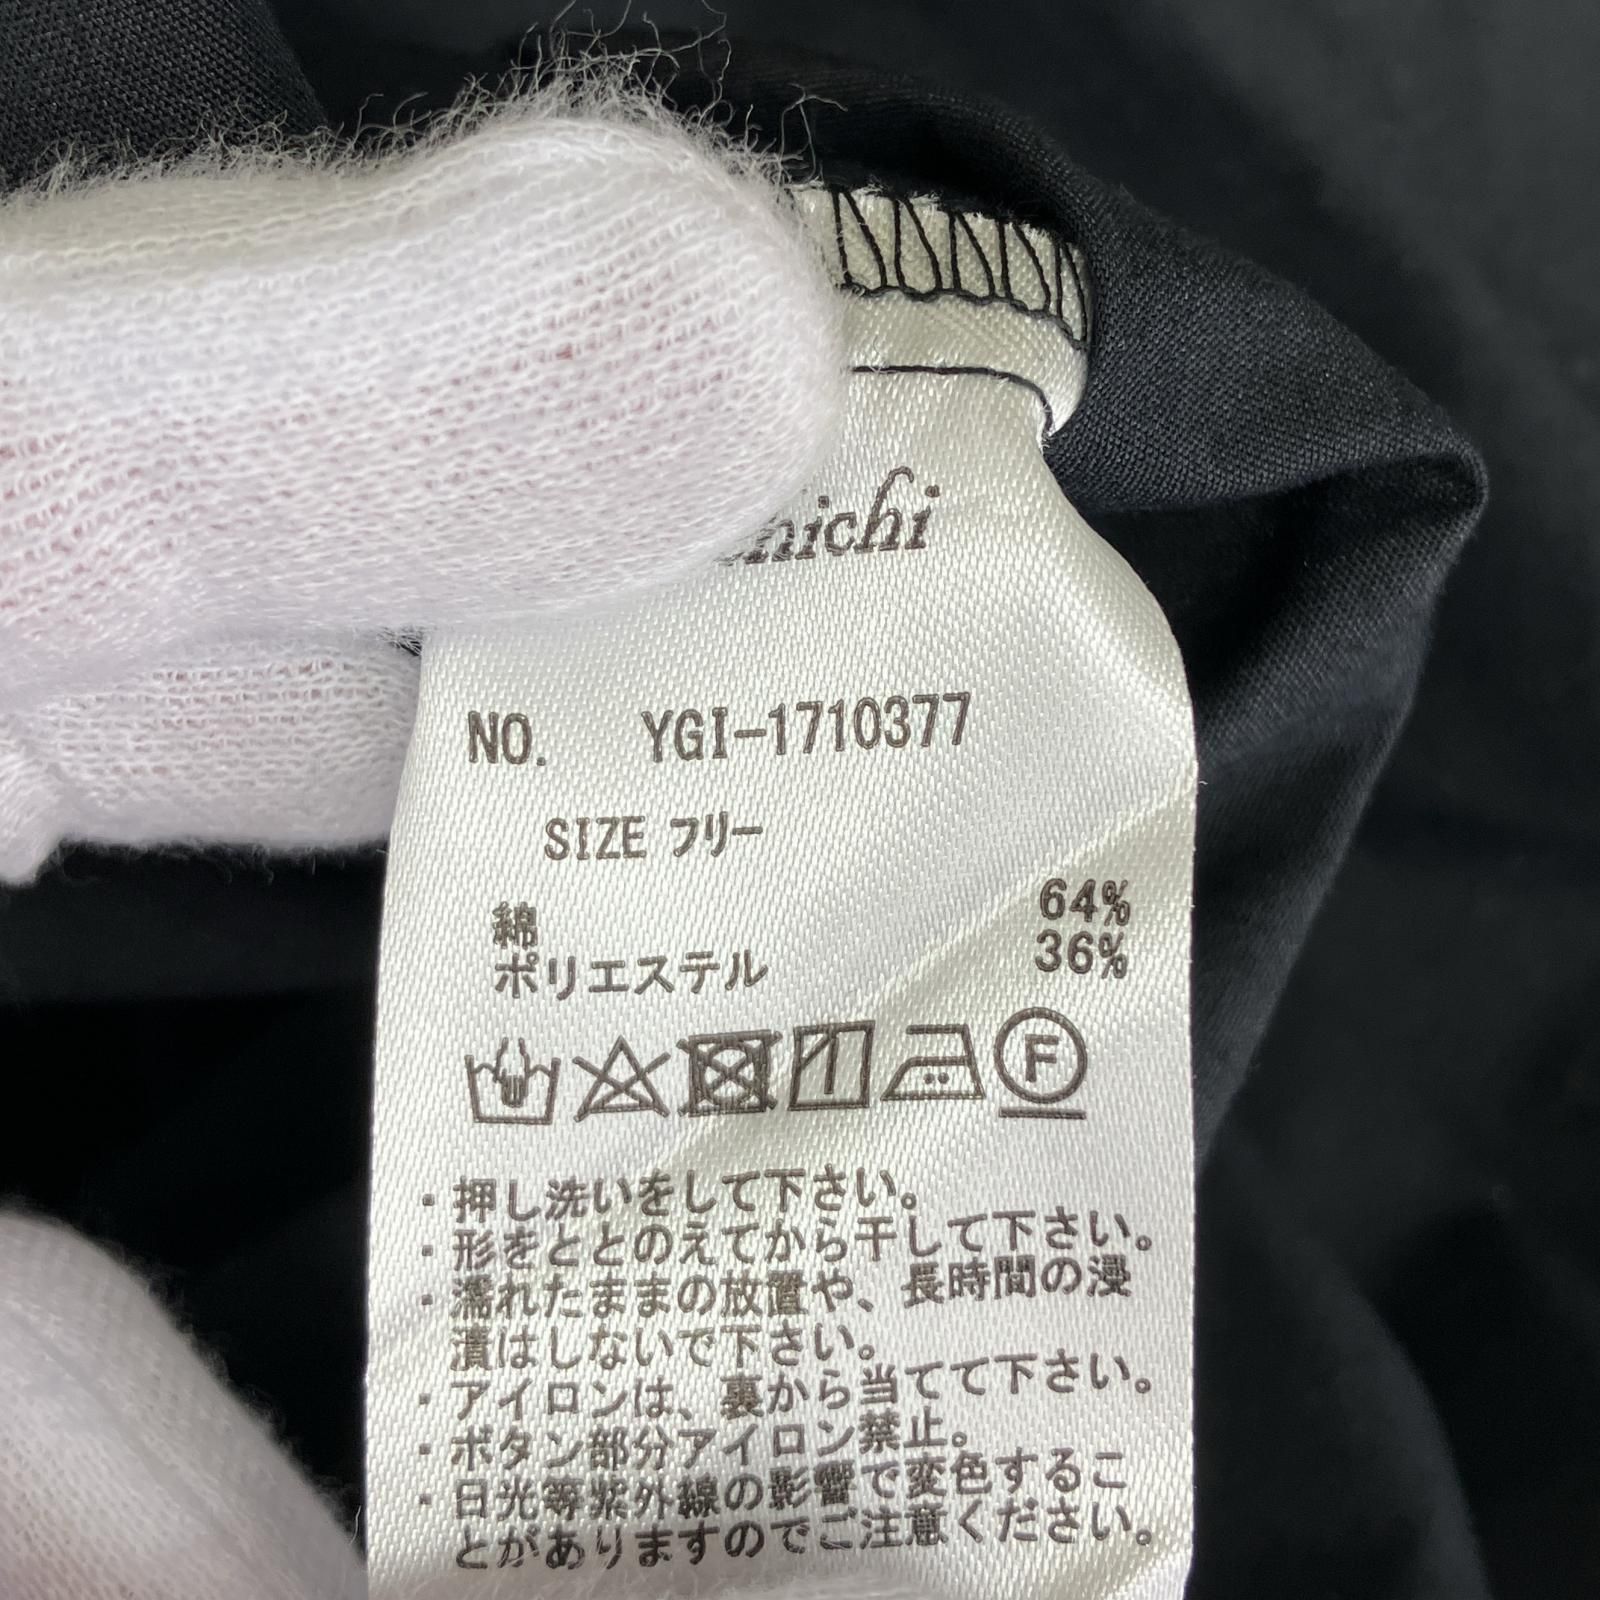 NO. YGI-1710377
SIZE フリー
綿 64%
ポリエステル 36%
F
・押し洗いをして下さい。
・形をととのえてから干して下さい。
・濡れたままの放置や、長時間の浸
漬はしないで下さい。
・アイロンは、裏から当てて下さい。
・ボタン部分アイロン禁止。
・日光等紫外線の影響で変色するこ
とがありますのでご注意ください。